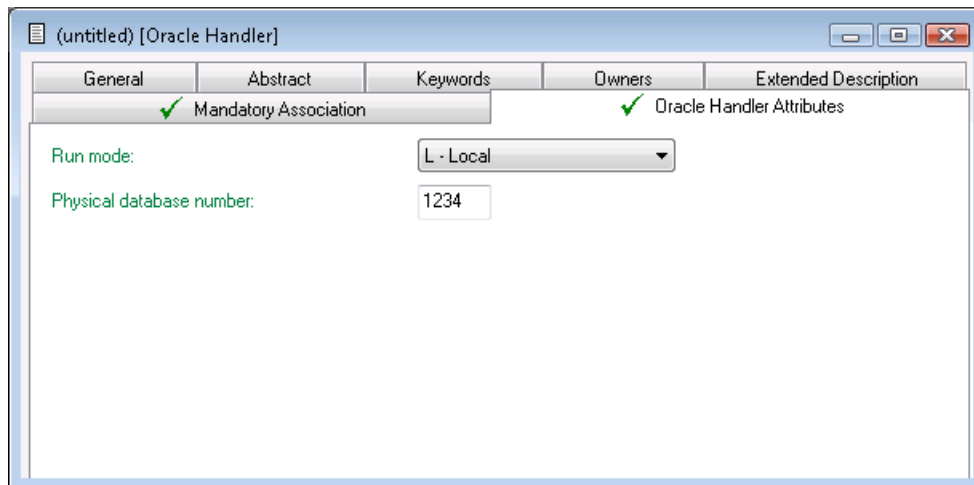 (untitled) [Oracle Handler]
General Abstract Keywords Owners Extended Description
Mandatory Association Oracle Handler Attributes
Run mode: L - Local
Physical database number: 1234